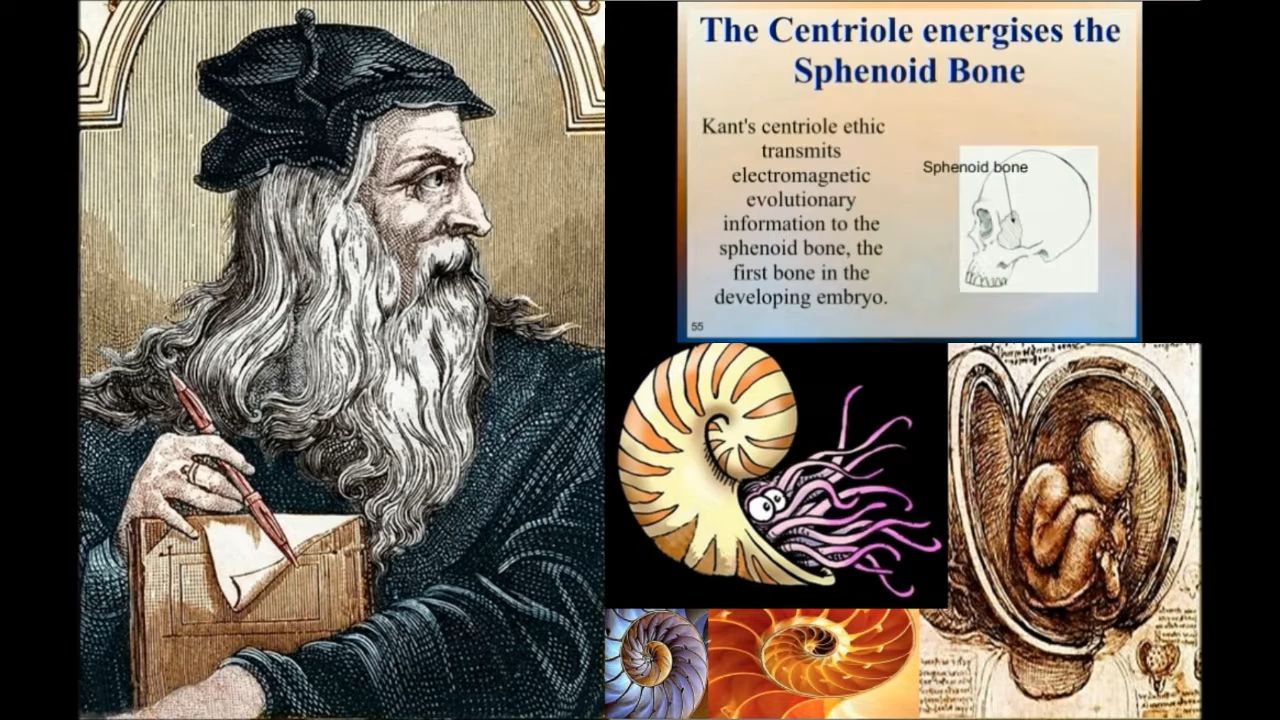 The Centriole energises the
Sphenoid Bone
Kant's centriole ethic
transmits
electromagnetic
evolutionary
information to the
sphenoid bone, the
first bone in the
developing embryo.
Sphenoid bone
55